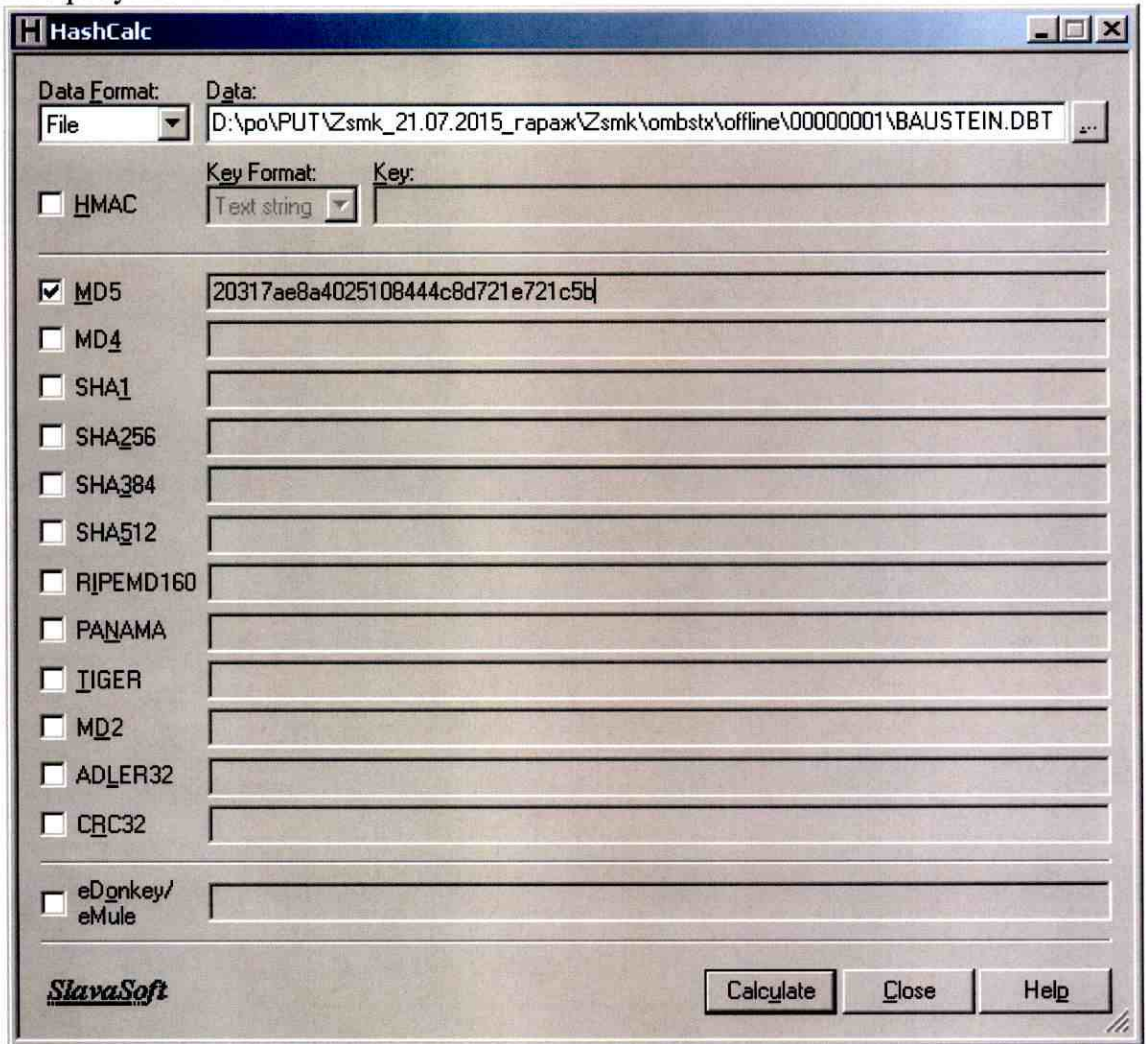 HashCalc
Data Format: Data:
File D:\po\PUT\Zsmk_21.07.2015_гараж\Zsmk\ombstx\offline\00000001\BAUSTEIN.DBT ...
Key Format: Key:
HMAC Text string
MD5 20317ae8a4025108444c8d721e721c5b
MD4
SHA1
SHA256
SHA384
SHA512
RIPEMD160
PANAMA
TIGER
MD2
ADLER32
CRC32
eDonkey/
eMule
SlavaSoft Calculate Close Help